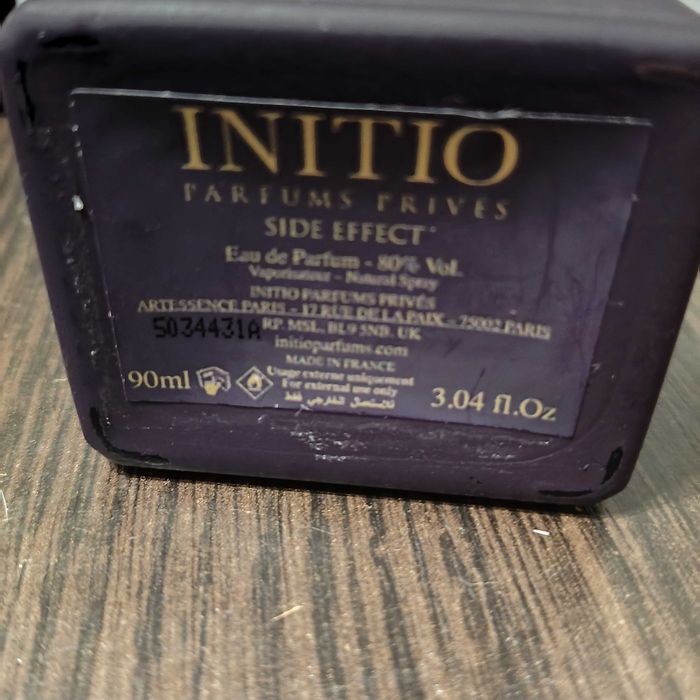 INITIO
PARFUMS PRIVÉS
SIDE EFFECT
Eau de Parfum - 80% Vol.
Vaporisateur - Natural Spray
INITIO PARFUMS PRIVÉS
ARTESSENCE PARIS - 17 RUE DE LA PAIX - 75002 PARIS
5034431A RP. MSL, BL9 5NB. UK
initioparfums.com
MADE IN FRANCE
Usage externe uniquement
For external use only
للاستعمال الخارجي فقط
90ml
3.04 fl.Oz